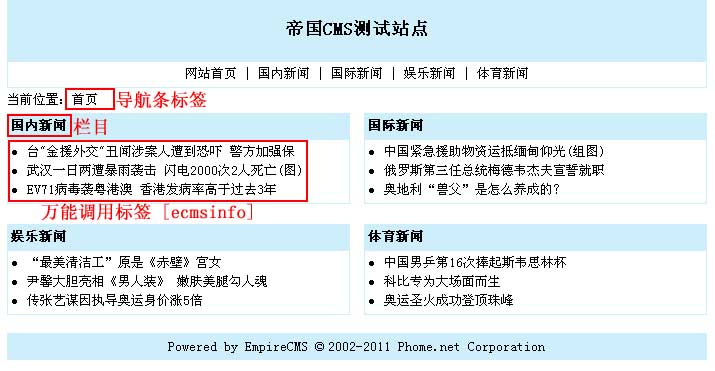 帝国CMS测试站点
网站首页 | 国内新闻 | 国际新闻 | 娱乐新闻 | 体育新闻
当前位置: 首页 导航条标签
国内新闻 栏目
● 台“金援外交”丑闻涉案人遭到恐吓 警方加强保
● 武汉一日两遭暴雨袭击 闪电2000次2人死亡(图)
● EV71病毒袭粤港澳 香港发病率高于过去3年
万能调用标签 [ecmsinfo]
国际新闻
● 中国紧急援助物资运抵缅甸仰光(组图)
● 俄罗斯第三任总统梅德韦杰夫宣誓就职
● 奥地利“兽父”是怎么养成的?
娱乐新闻
● “最美清洁工”原是《赤壁》宫女
● 尹馨大胆亮相《男人装》 嫩肤美腿勾人魂
● 传张艺谋因执导奥运身价涨5倍
体育新闻
● 中国男乒第16次捧起斯韦思林杯
● 科比专为大场面而生
● 奥运圣火成功登顶珠峰
Powered by EmpireCMS © 2002-2011 Phome.net Corporation